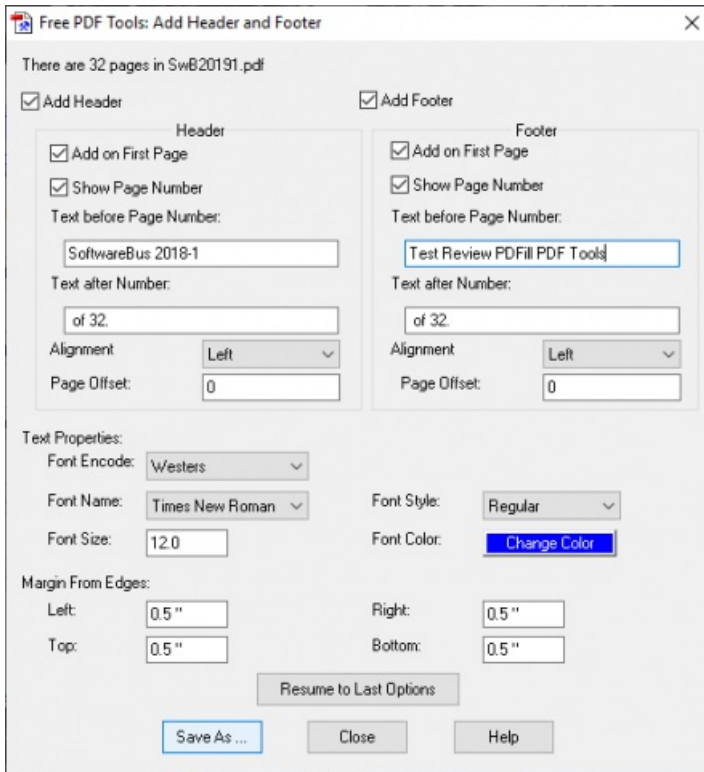 Free PDF Tools: Add Header and Footer
There are 32 pages in SwB20191.pdf
Add Header
Add Footer
Header
Add on First Page
Show Page Number
Text before Page Number:
SoftwareBus 2018-1
Text after Number:
of 32.
Alignment
Left
Page Offset:
0
Footer
Add on First Page
Show Page Number
Text before Page Number:
Test Review PDFill PDF Tools
Text after Number:
of 32.
Alignment
Left
Page Offset:
0
Text Properties:
Font Encode: Westers
Font Name: Times New Roman
Font Style: Regular
Font Size: 12.0
Font Color: Change Color
Margin From Edges:
Left: 0.5 "
Right: 0.5 "
Top: 0.5 "
Bottom: 0.5 "
Resume to Last Options
Save As ...
Close
Help